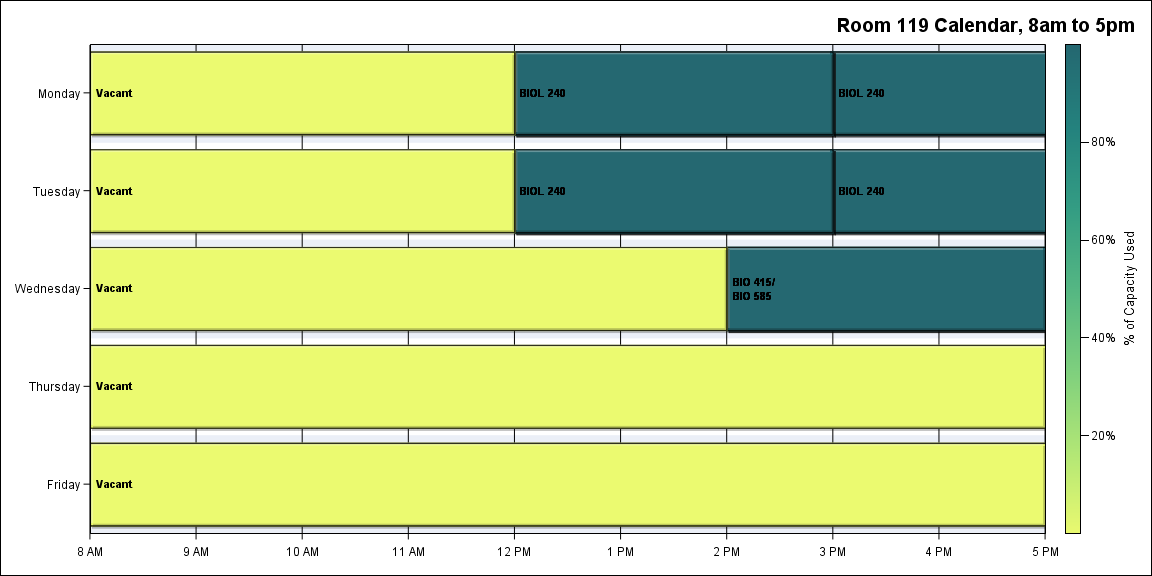 Room 119 Calendar, 8am to 5pm
Monday
Vacant
BIOL 240
BIOL 240
Tuesday
Vacant
BIOL 240
BIOL 240
Wednesday
Vacant
BIO 415/
BIO 585
Thursday
Vacant
Friday
Vacant
8 AM
9 AM
10 AM
11 AM
12 PM
1 PM
2 PM
3 PM
4 PM
5 PM
80%
60%
40%
20%
% of Capacity Used